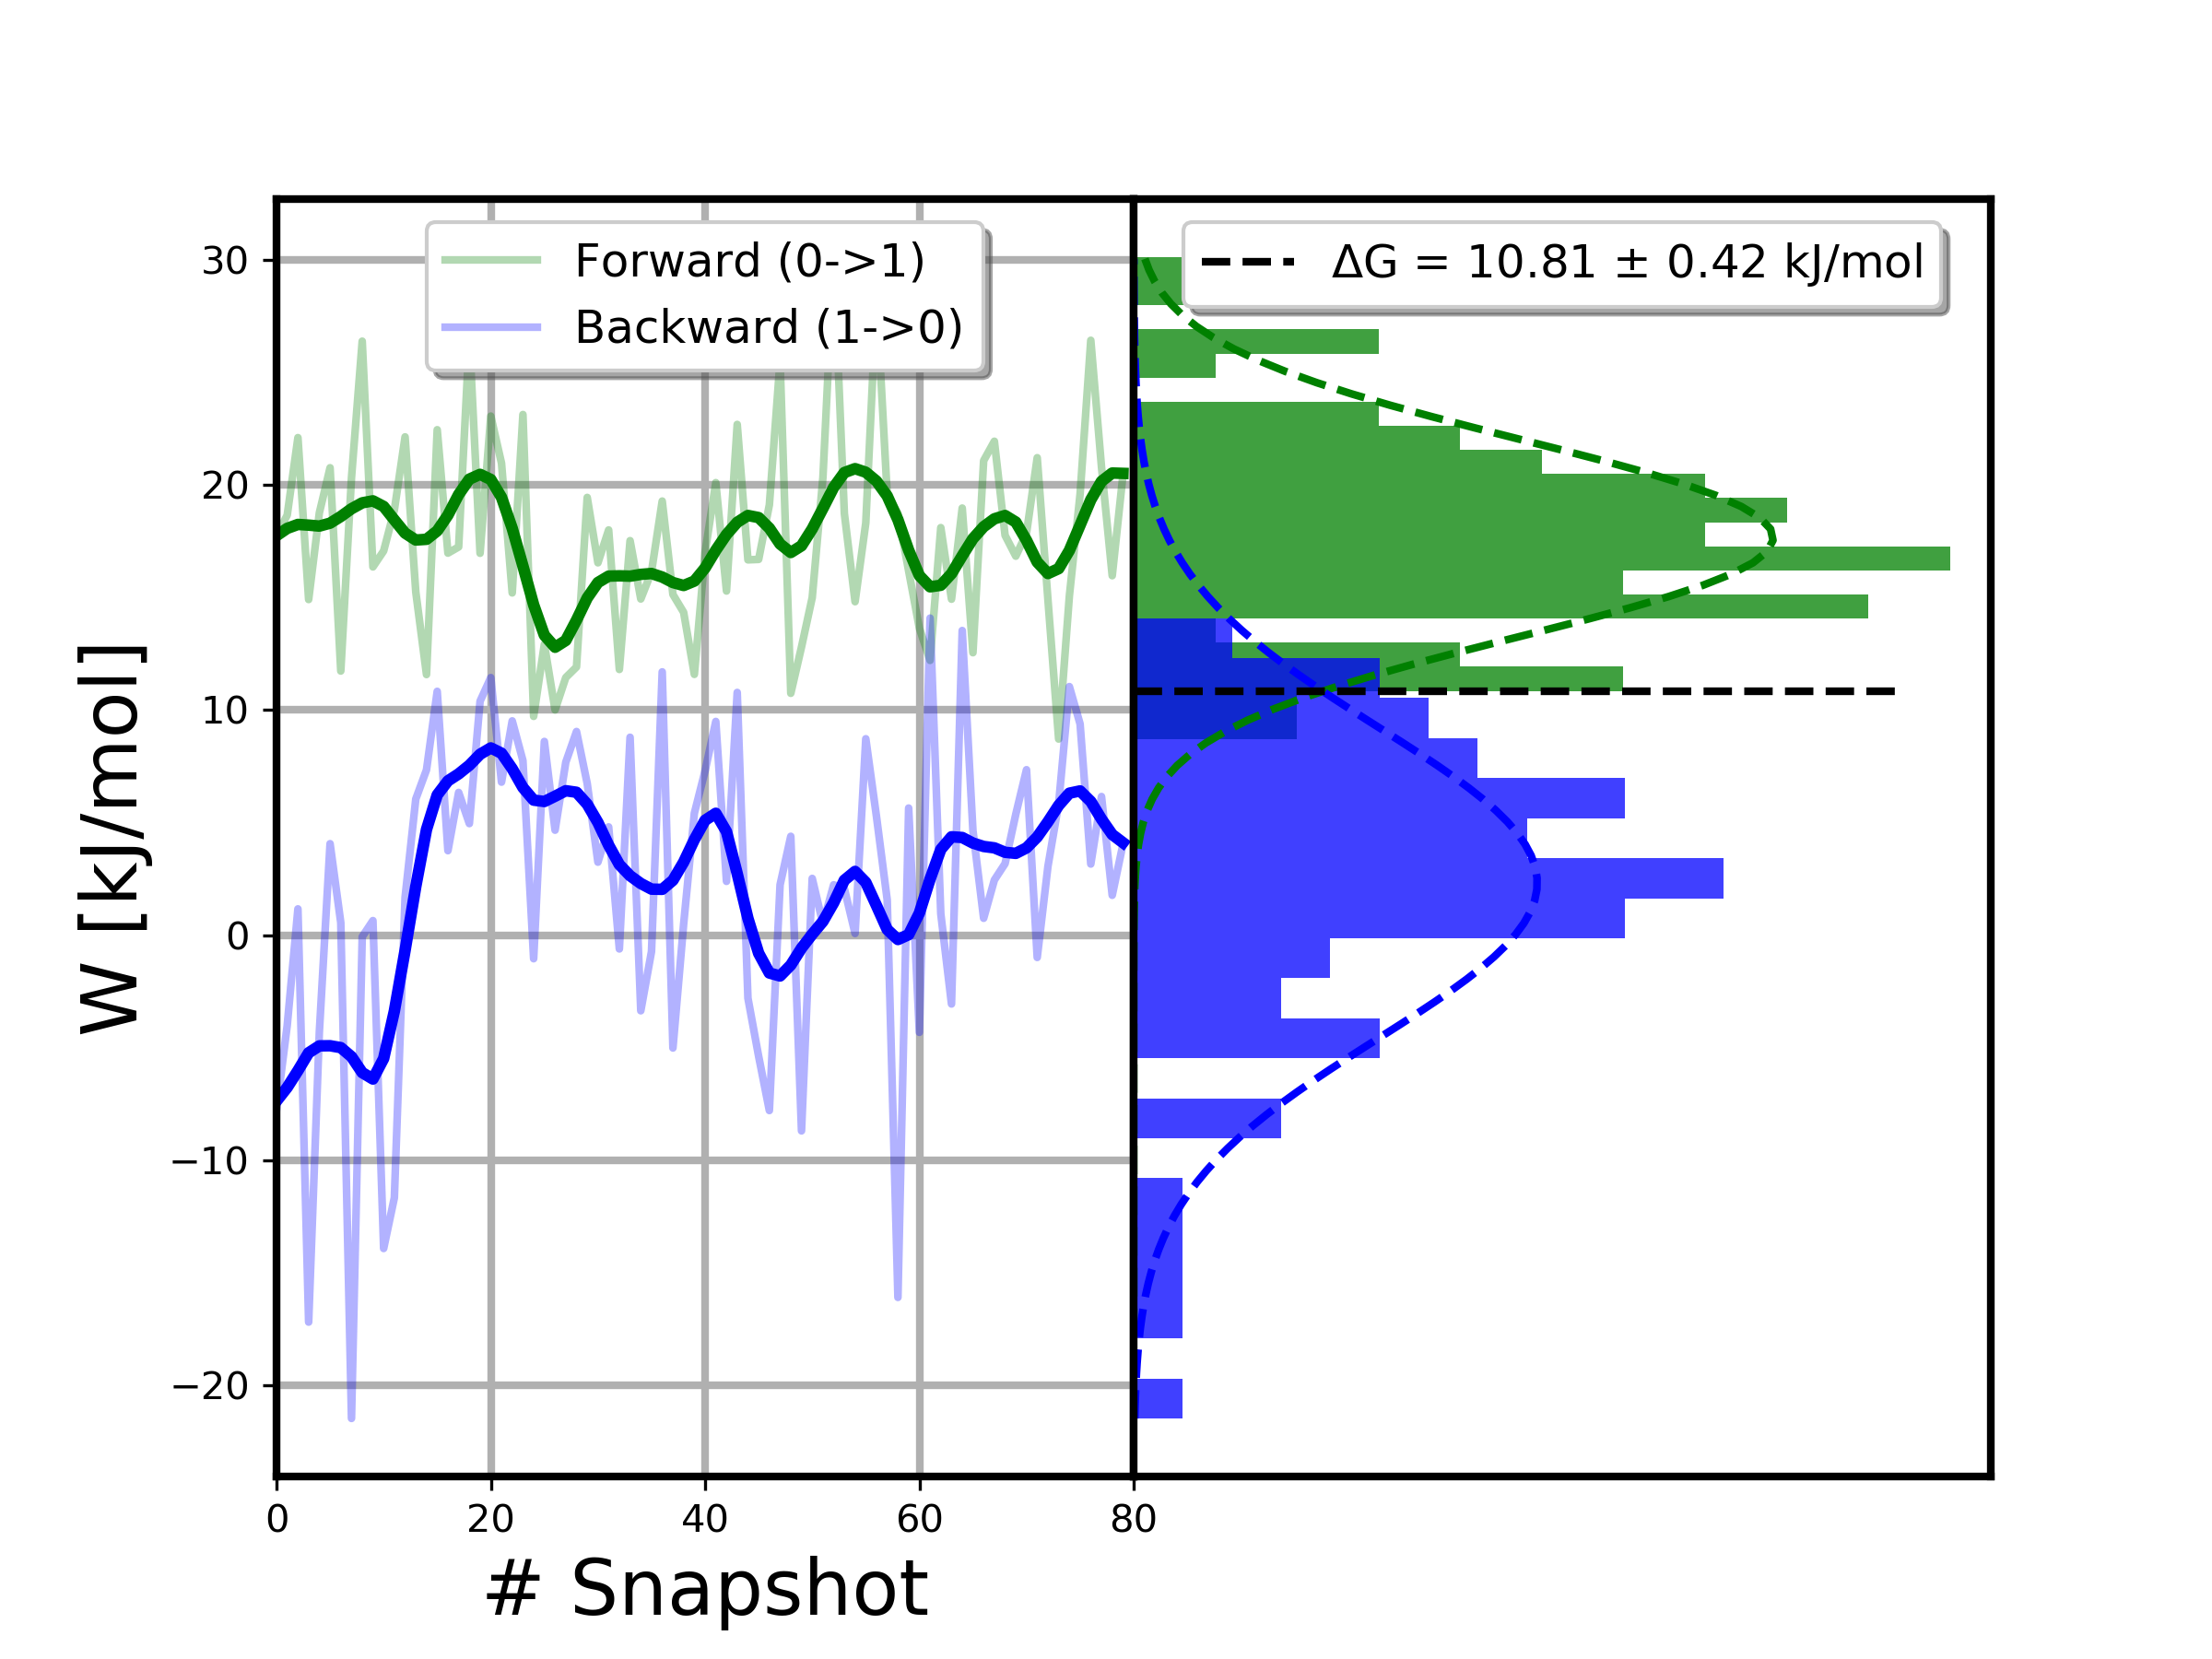 Forward (0->1)
Backward (1->0)
ΔG = 10.81 ± 0.42 kJ/mol
W [kJ/mol]
30
20
10
0
−10
−20
0 20 40 60 80
# Snapshot